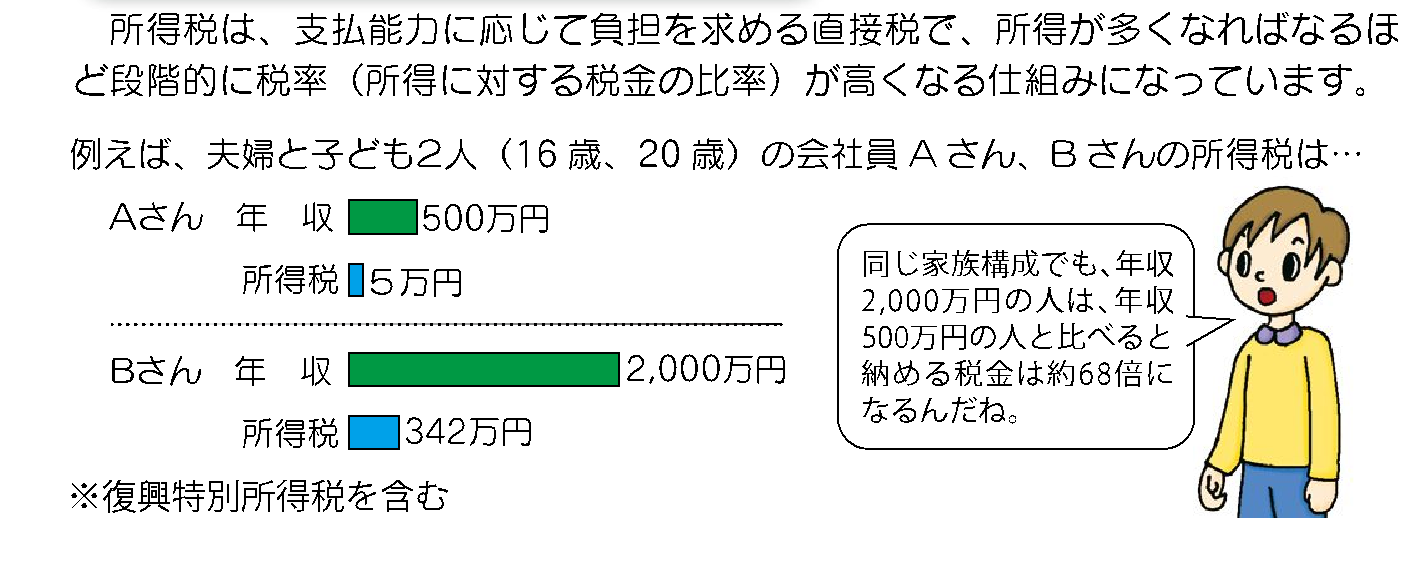 所得税は、支払能力に応じて負担を求める直接税で、所得が多くなればなるほ
ど段階的に税率（所得に対する税金の比率）が高くなる仕組みになっています。
例えば、夫婦と子ども２人（16歳、20歳）の会社員Ａさん、Ｂさんの所得税は…
Ａさん 年 収 500万円
所得税 ５万円
Ｂさん 年 収 2,000万円
所得税 342万円
※復興特別所得税を含む
同じ家族構成でも、年収
2,000万円の人は、年収
500万円の人と比べると
納める税金は約68倍に
なるんだね。